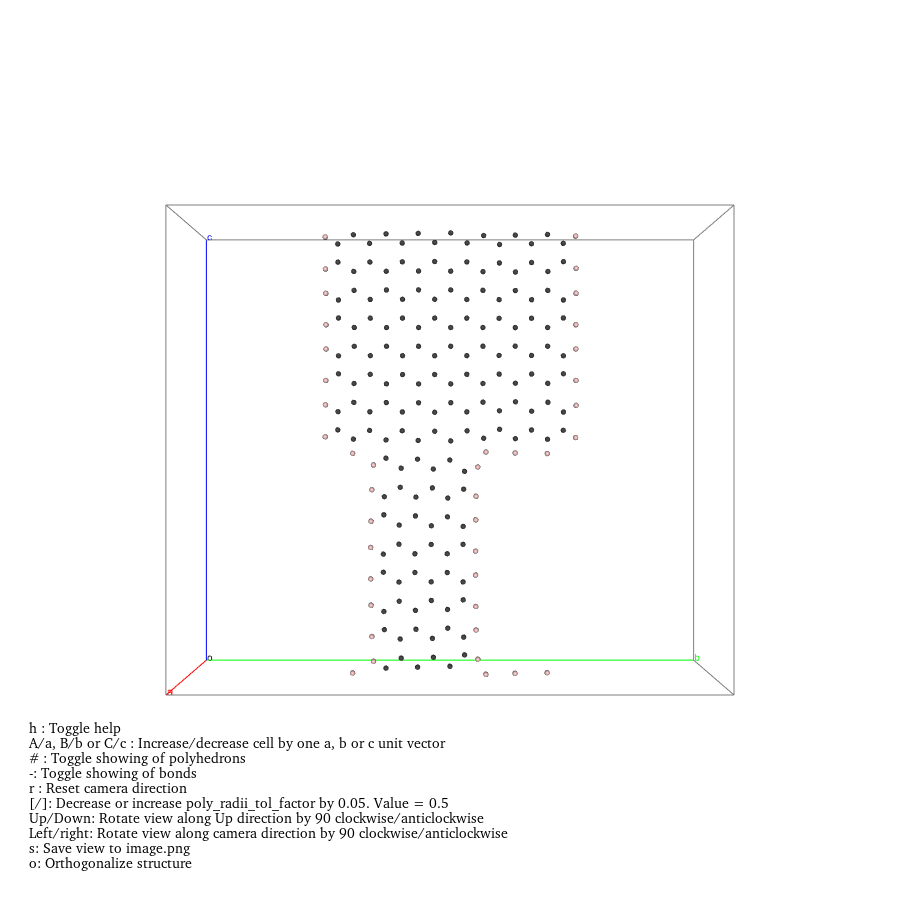 c
o
b
a
h : Toggle help
A/a, B/b or C/c : Increase/decrease cell by one a, b or c unit vector
# : Toggle showing of polyhedrons
-: Toggle showing of bonds
r : Reset camera direction
[/]: Decrease or increase poly_radii_tol_factor by 0.05. Value = 0.5
Up/Down: Rotate view along Up direction by 90 clockwise/anticlockwise
Left/right: Rotate view along camera direction by 90 clockwise/anticlockwise
s: Save view to image.png
o: Orthogonalize structure